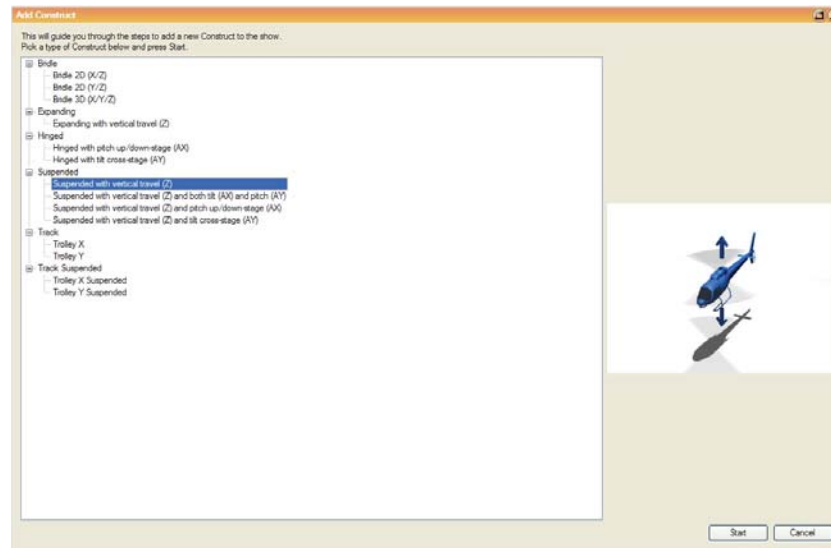 Add Construct
This will guide you through the steps to add a new Construct to the show.
Pick a type of Construct below and press Start.
Bridle
Bridle 2D (X/Z)
Bridle 2D (Y/Z)
Bridle 3D (X/Y/Z)
Expanding
Expanding with vertical travel (Z)
Hinged
Hinged with pitch up/down-stage (AX)
Hinged with tilt cross-stage (AY)
Suspended
Suspended with vertical travel (Z)
Suspended with vertical travel (Z) and both tilt (AX) and pitch (AY)
Suspended with vertical travel (Z) and pitch up/down-stage (AX)
Suspended with vertical travel (Z) and tilt cross-stage (AY)
Track
Trolley X
Trolley Y
Track Suspended
Trolley X Suspended
Trolley Y Suspended
Start Cancel